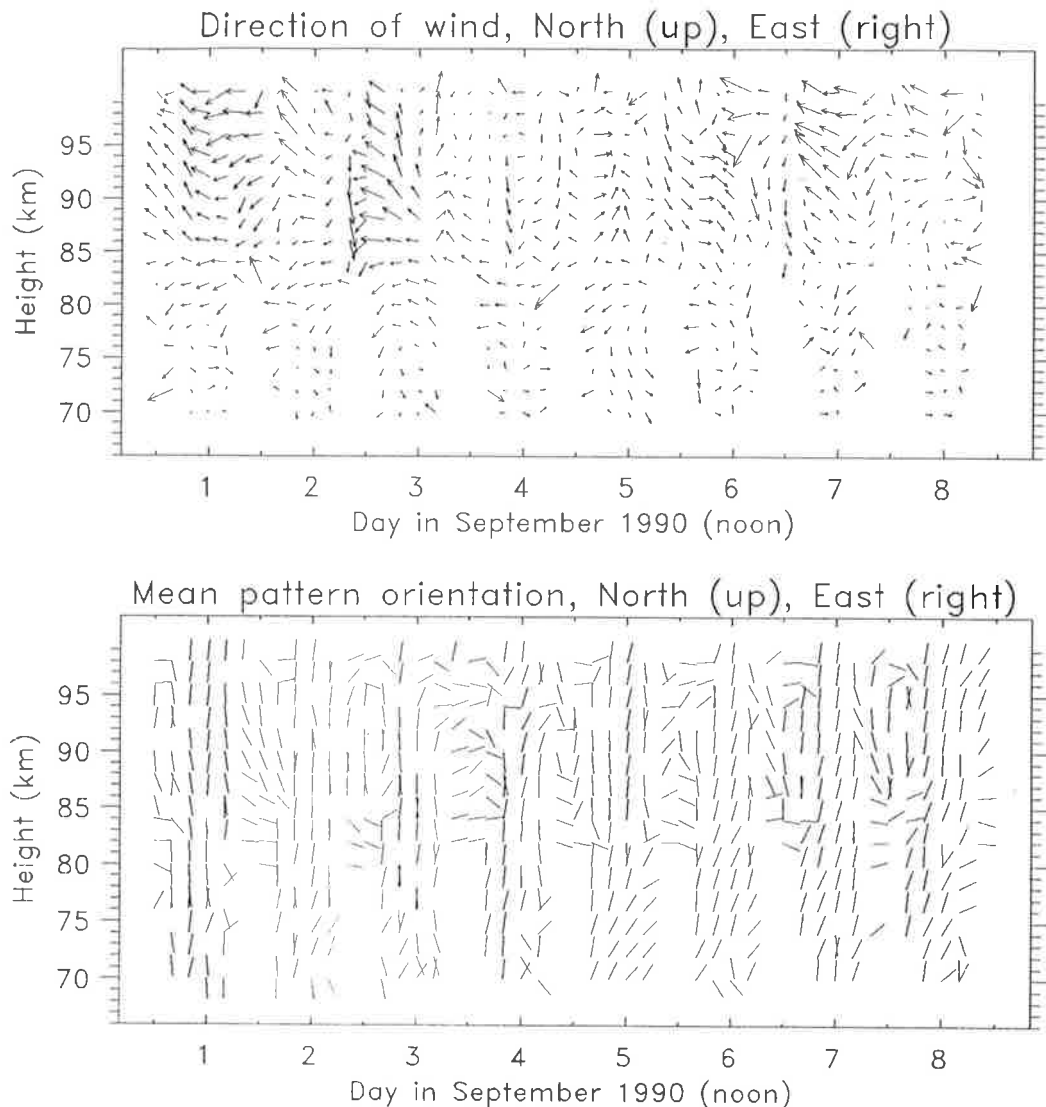 Direction of wind, North (up), East (right)
Height (km)
95
90
85
80
75
70
1 2 3 4 5 6 7 8
Day in September 1990 (noon)
Mean pattern orientation, North (up), East (right)
Height (km)
95
90
85
80
75
70
1 2 3 4 5 6 7 8
Day in September 1990 (noon)